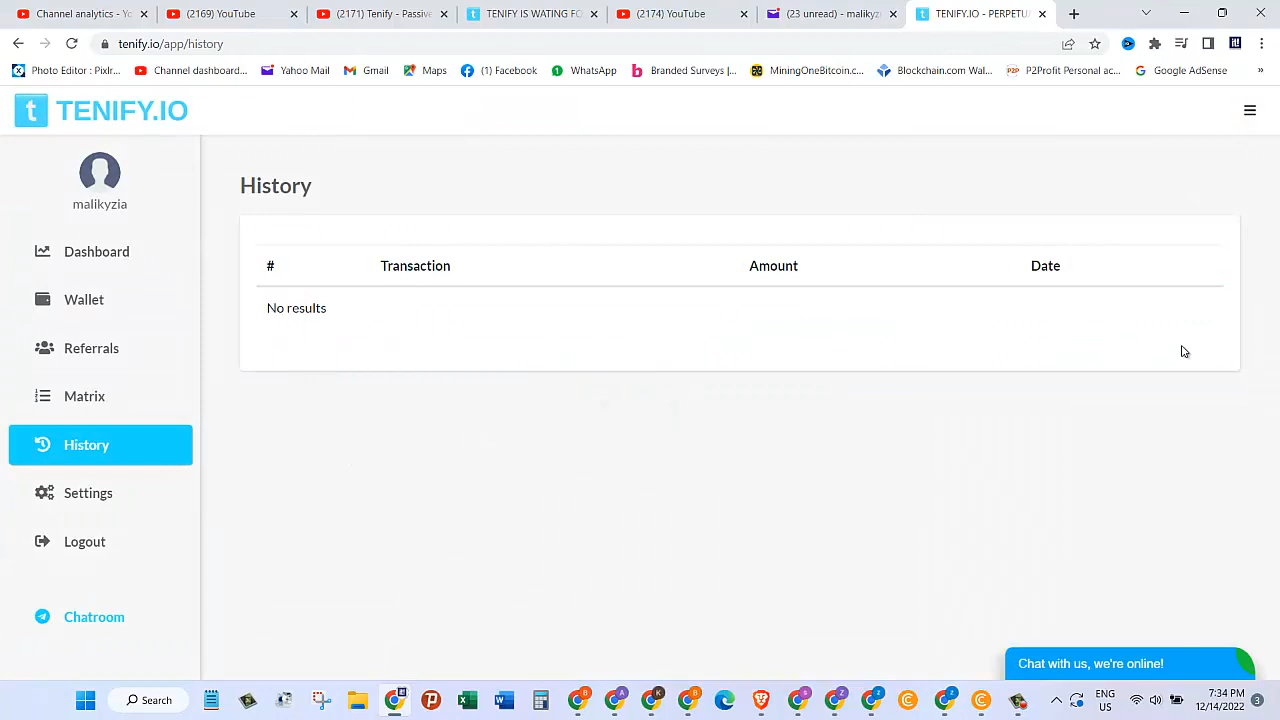 Channel analytics - Yo
(2169) YouTube
(2171) Tenify - Passive
TENIFY IS WATING FO
(2174) YouTube
(23 unread) - malikyzi
TENIFY.IO - PERPETUA
tenify.io/app/history
Photo Editor : Pixlr...
Channel dashboard...
Yahoo Mail
Gmail
Maps
(1) Facebook
WhatsApp
Branded Surveys |...
MiningOneBitcoin.c...
Blockchain.com Wal...
P2P
P2Profit Personal ac...
Google AdSense
»
t TENIFY.IO
malikyzia
Dashboard
Wallet
Referrals
Matrix
History
Settings
Logout
Chatroom
History
# Transaction Amount Date
No results
Chat with us, we're online!
Search
ENG
US
7:34 PM
12/14/2022
3